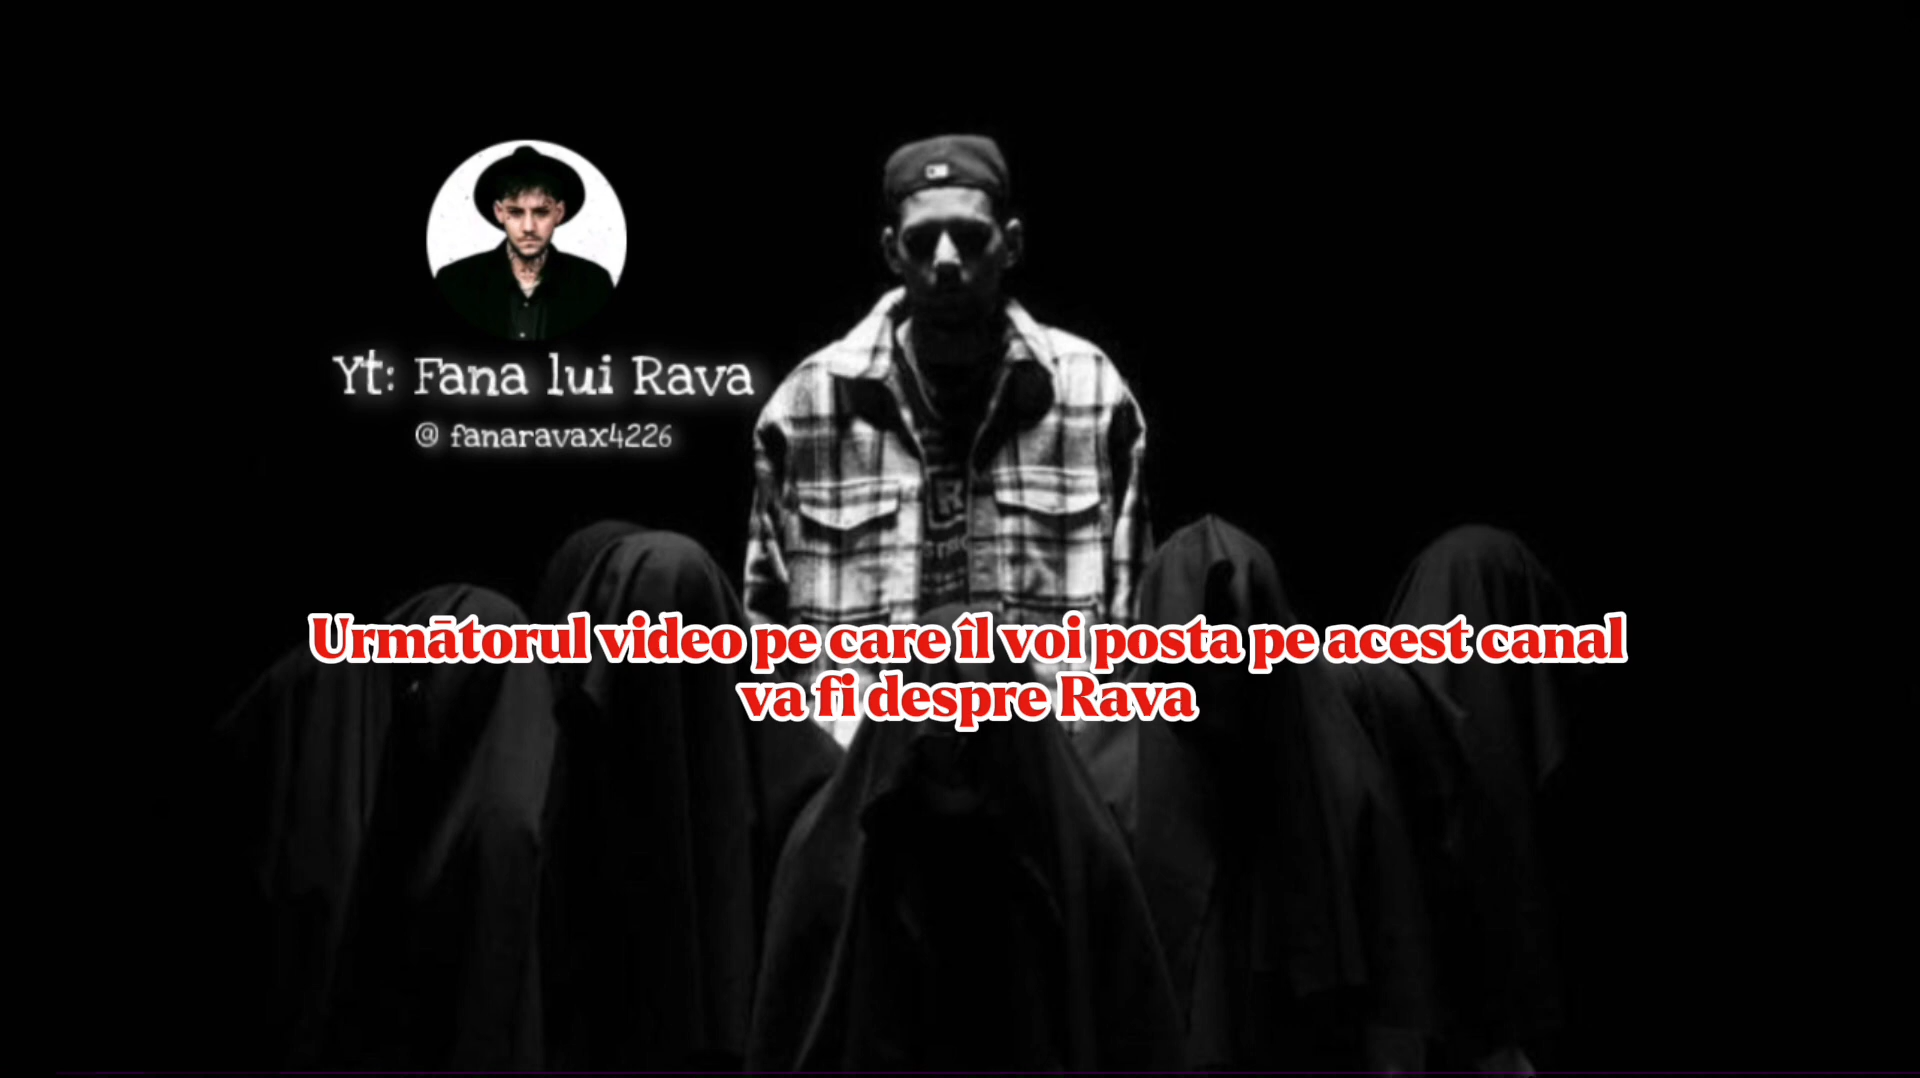 Yt: Fana lui Rava
@ fanaravax4226
R
Următorul video pe care îl voi posta pe acest canal
va fi despre Rava